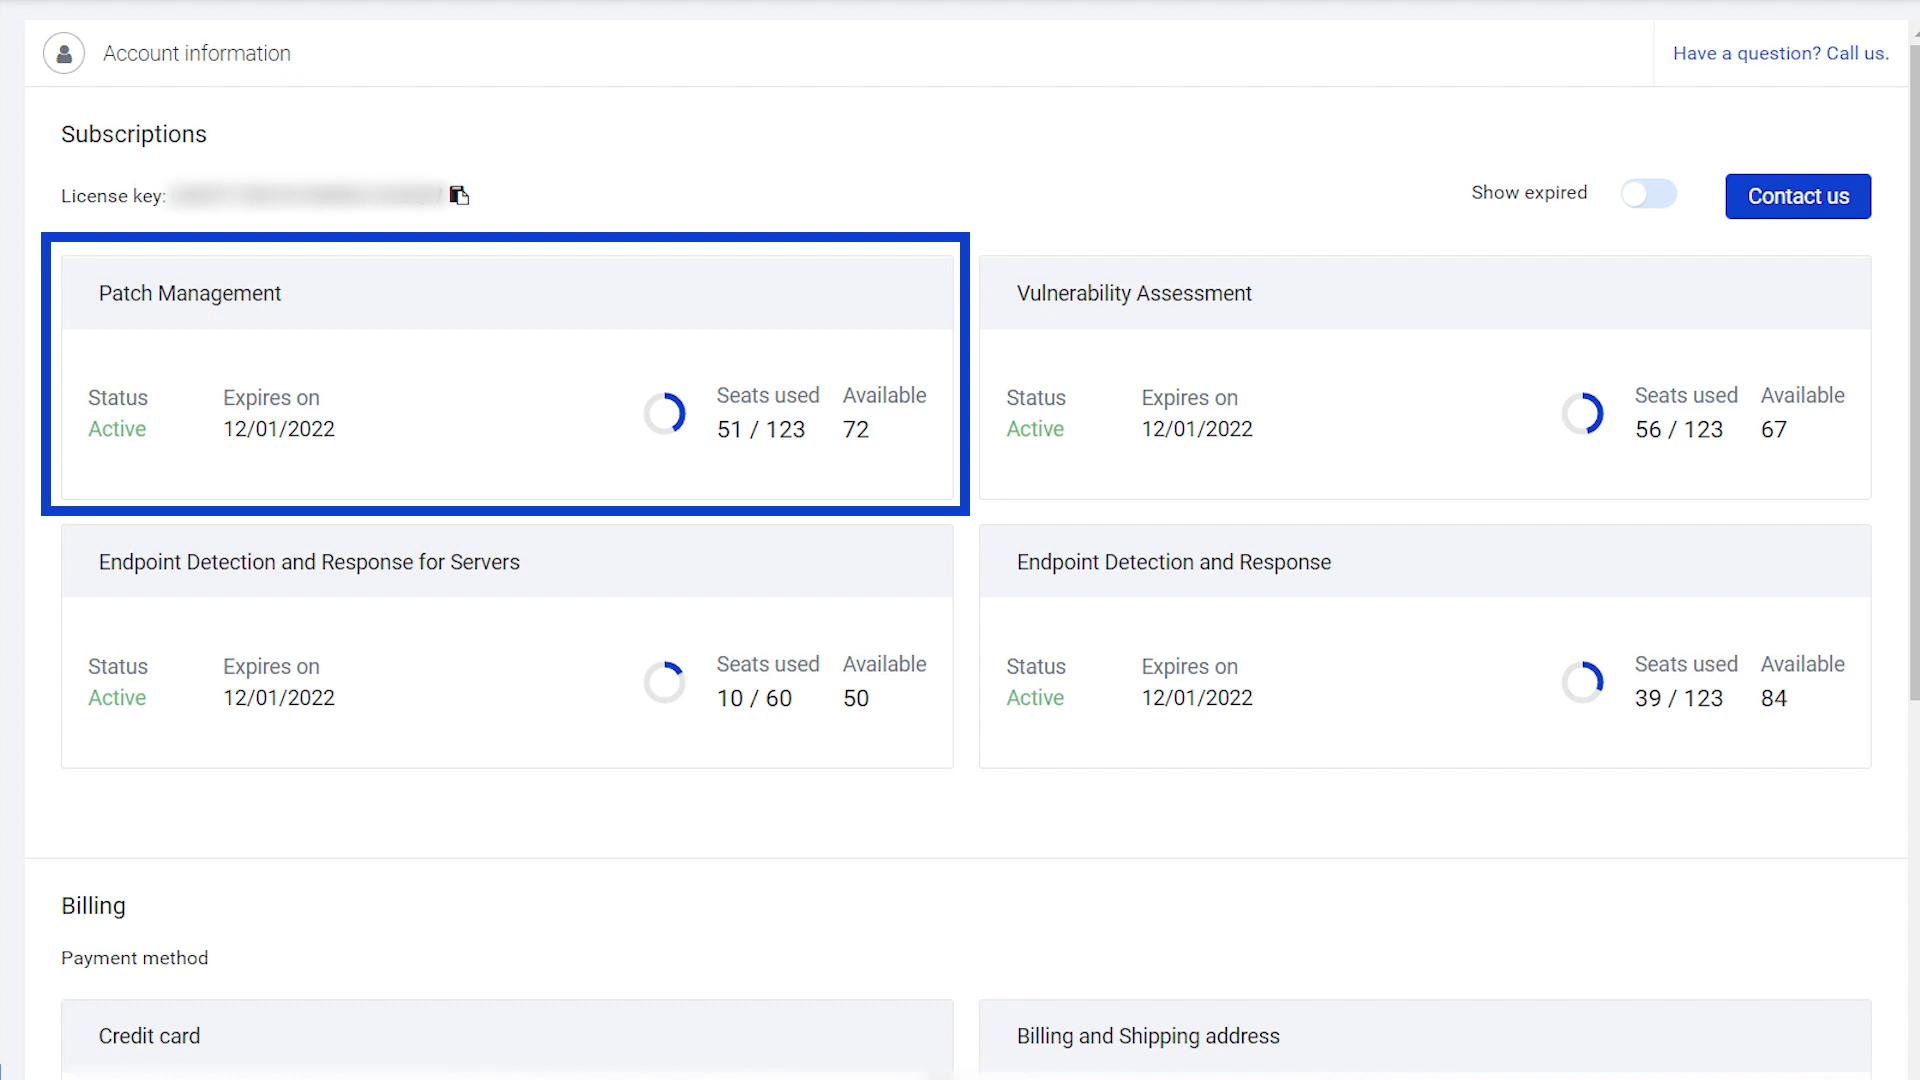 Account information
Have a question? Call us.
Subscriptions
License key:
Show expired
Contact us
Patch Management
Status
Active
Expires on
12/01/2022
Seats used
51 / 123
Available
72
Vulnerability Assessment
Status
Active
Expires on
12/01/2022
Seats used
56 / 123
Available
67
Endpoint Detection and Response for Servers
Status
Active
Expires on
12/01/2022
Seats used
10 / 60
Available
50
Endpoint Detection and Response
Status
Active
Expires on
12/01/2022
Seats used
39 / 123
Available
84
Billing
Payment method
Credit card
Billing and Shipping address